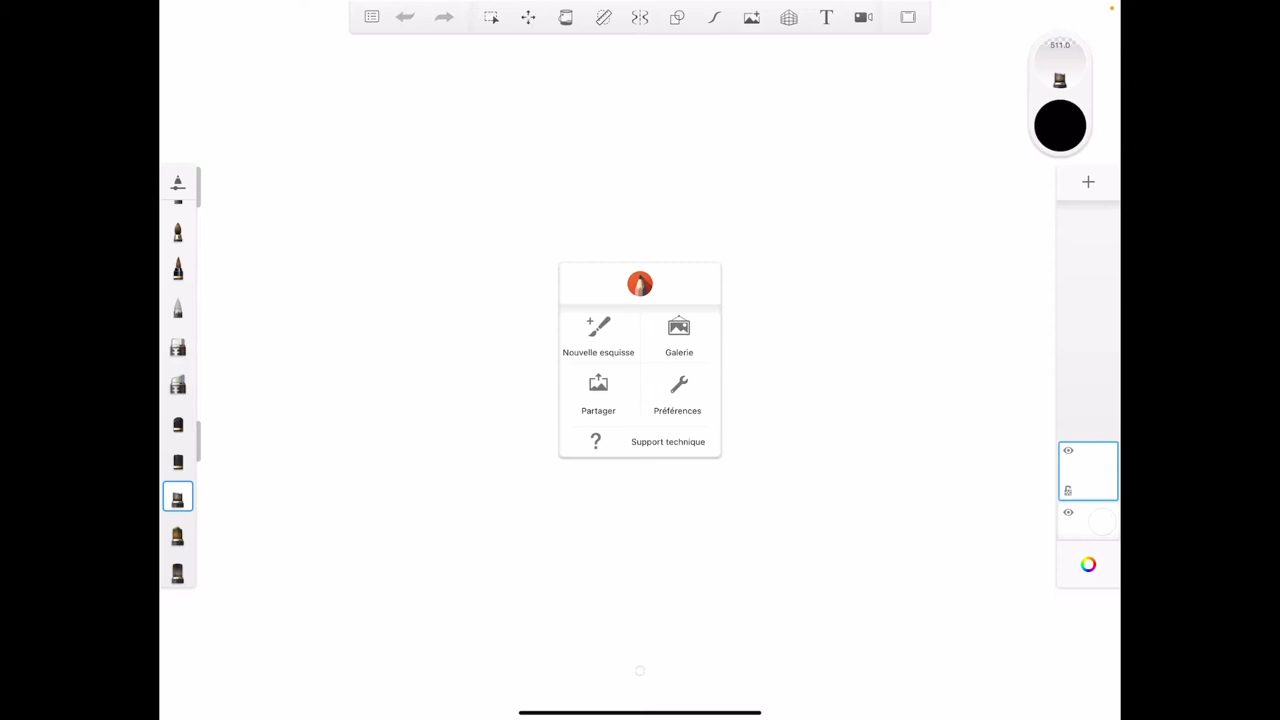 511.0
Nouvelle esquisse
Galerie
Partager
Préférences
? Support technique